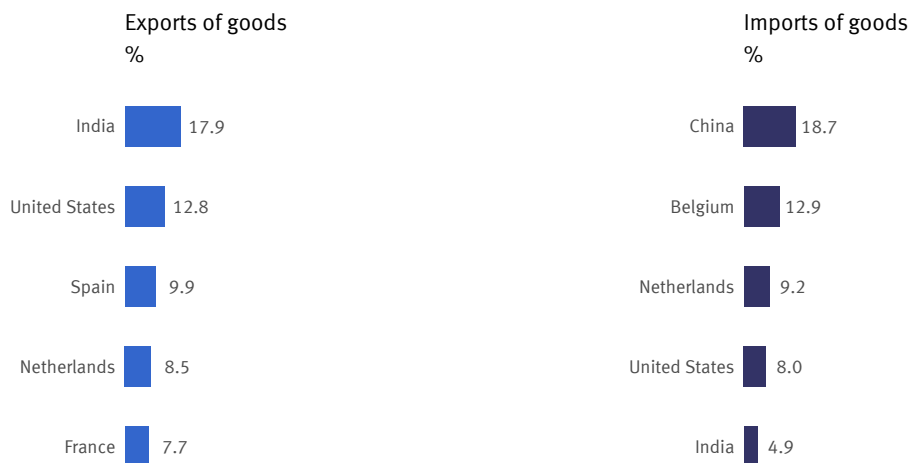 Exports of goods
%
India 17.9
United States 12.8
Spain 9.9
Netherlands 8.5
France 7.7
Imports of goods
%
China 18.7
Belgium 12.9
Netherlands 9.2
United States 8.0
India 4.9